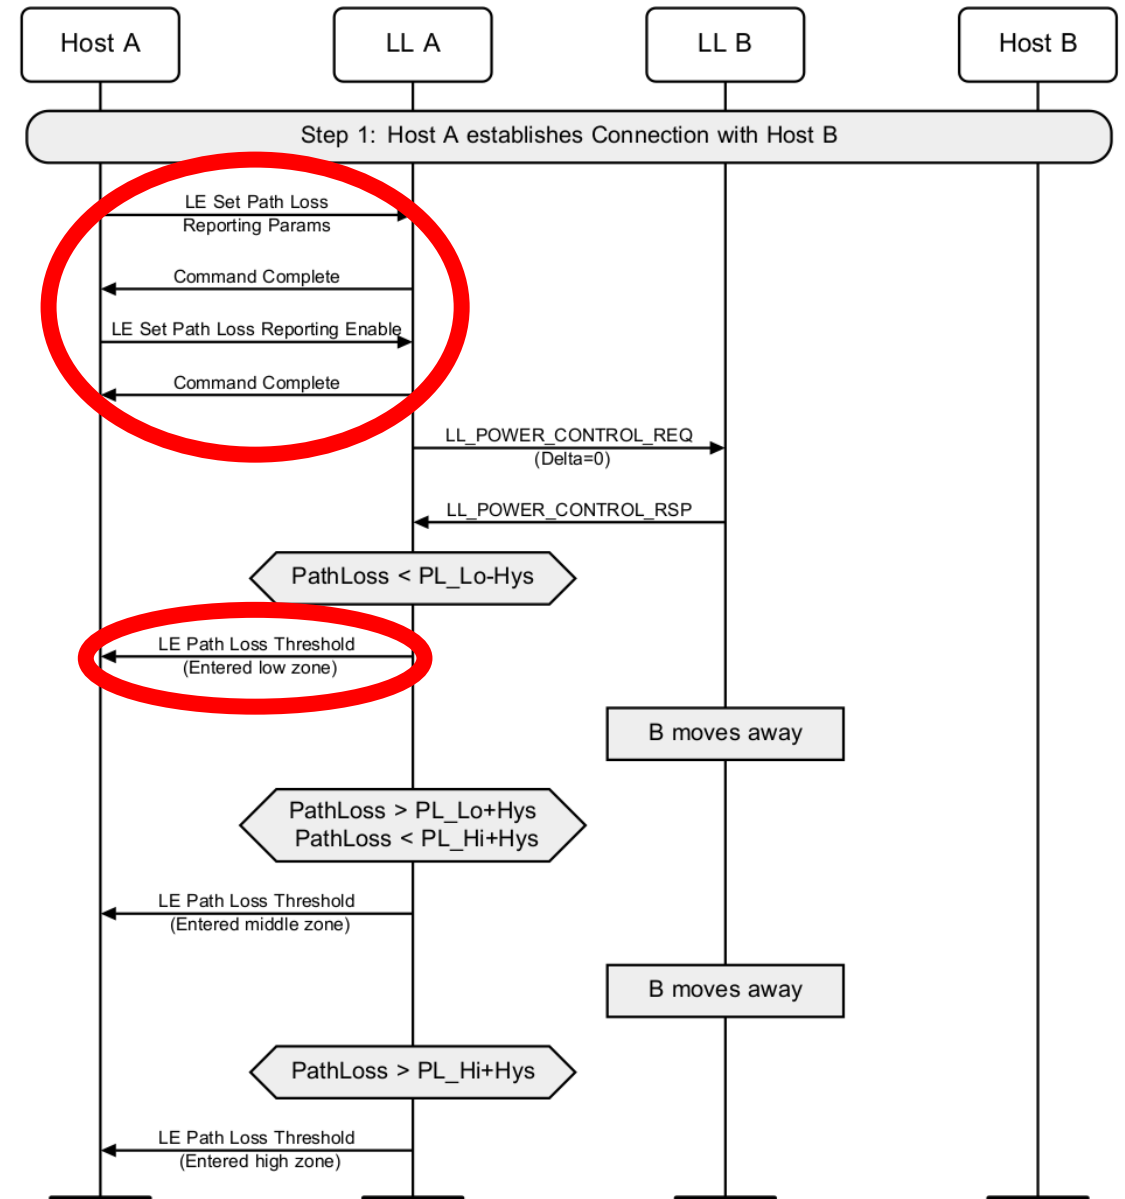 Host A
LL A
LL B
Host B
Step 1: Host A establishes Connection with Host B
LE Set Path Loss
Reporting Params
Command Complete
LE Set Path Loss Reporting Enable
Command Complete
LL_POWER_CONTROL_REQ
(Delta=0)
LL_POWER_CONTROL_RSP
PathLoss < PL_Lo-Hys
LE Path Loss Threshold
(Entered low zone)
B moves away
PathLoss > PL_Lo+Hys
PathLoss < PL_Hi+Hys
LE Path Loss Threshold
(Entered middle zone)
B moves away
PathLoss > PL_Hi+Hys
LE Path Loss Threshold
(Entered high zone)